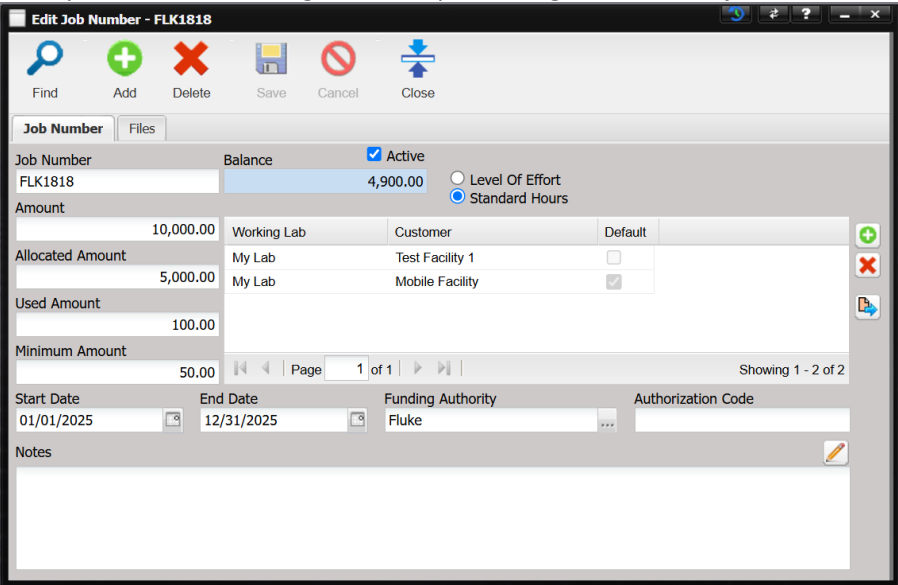 Edit Job Number - FLK1818
?
Find Add Delete Save Cancel Close
Job Number Files
Job Number Balance Active
FLK1818 4,900.00 Level Of Effort
Standard Hours
Amount
10,000.00 Working Lab Customer Default
Allocated Amount My Lab Test Facility 1
5,000.00 My Lab Mobile Facility
Used Amount
100.00
Minimum Amount
50.00 Page 1 of 1 Showing 1 - 2 of 2
Start Date End Date Funding Authority Authorization Code
01/01/2025 12/31/2025 Fluke ...
Notes